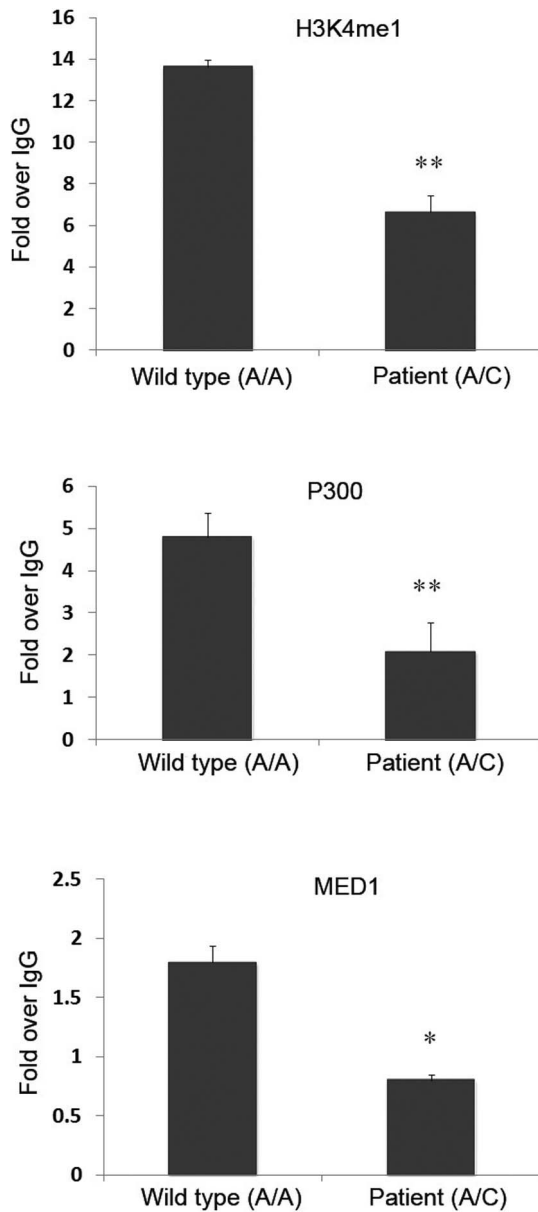 H3K4me1
Fold over IgG
16
14
12
10
8
6
4
2
0
**
Wild type (A/A)
Patient (A/C)
P300
Fold over IgG
6
5
4
3
2
1
0
**
Wild type (A/A)
Patient (A/C)
MED1
Fold over IgG
2.5
2
1.5
1
0.5
0
*
Wild type (A/A)
Patient (A/C)